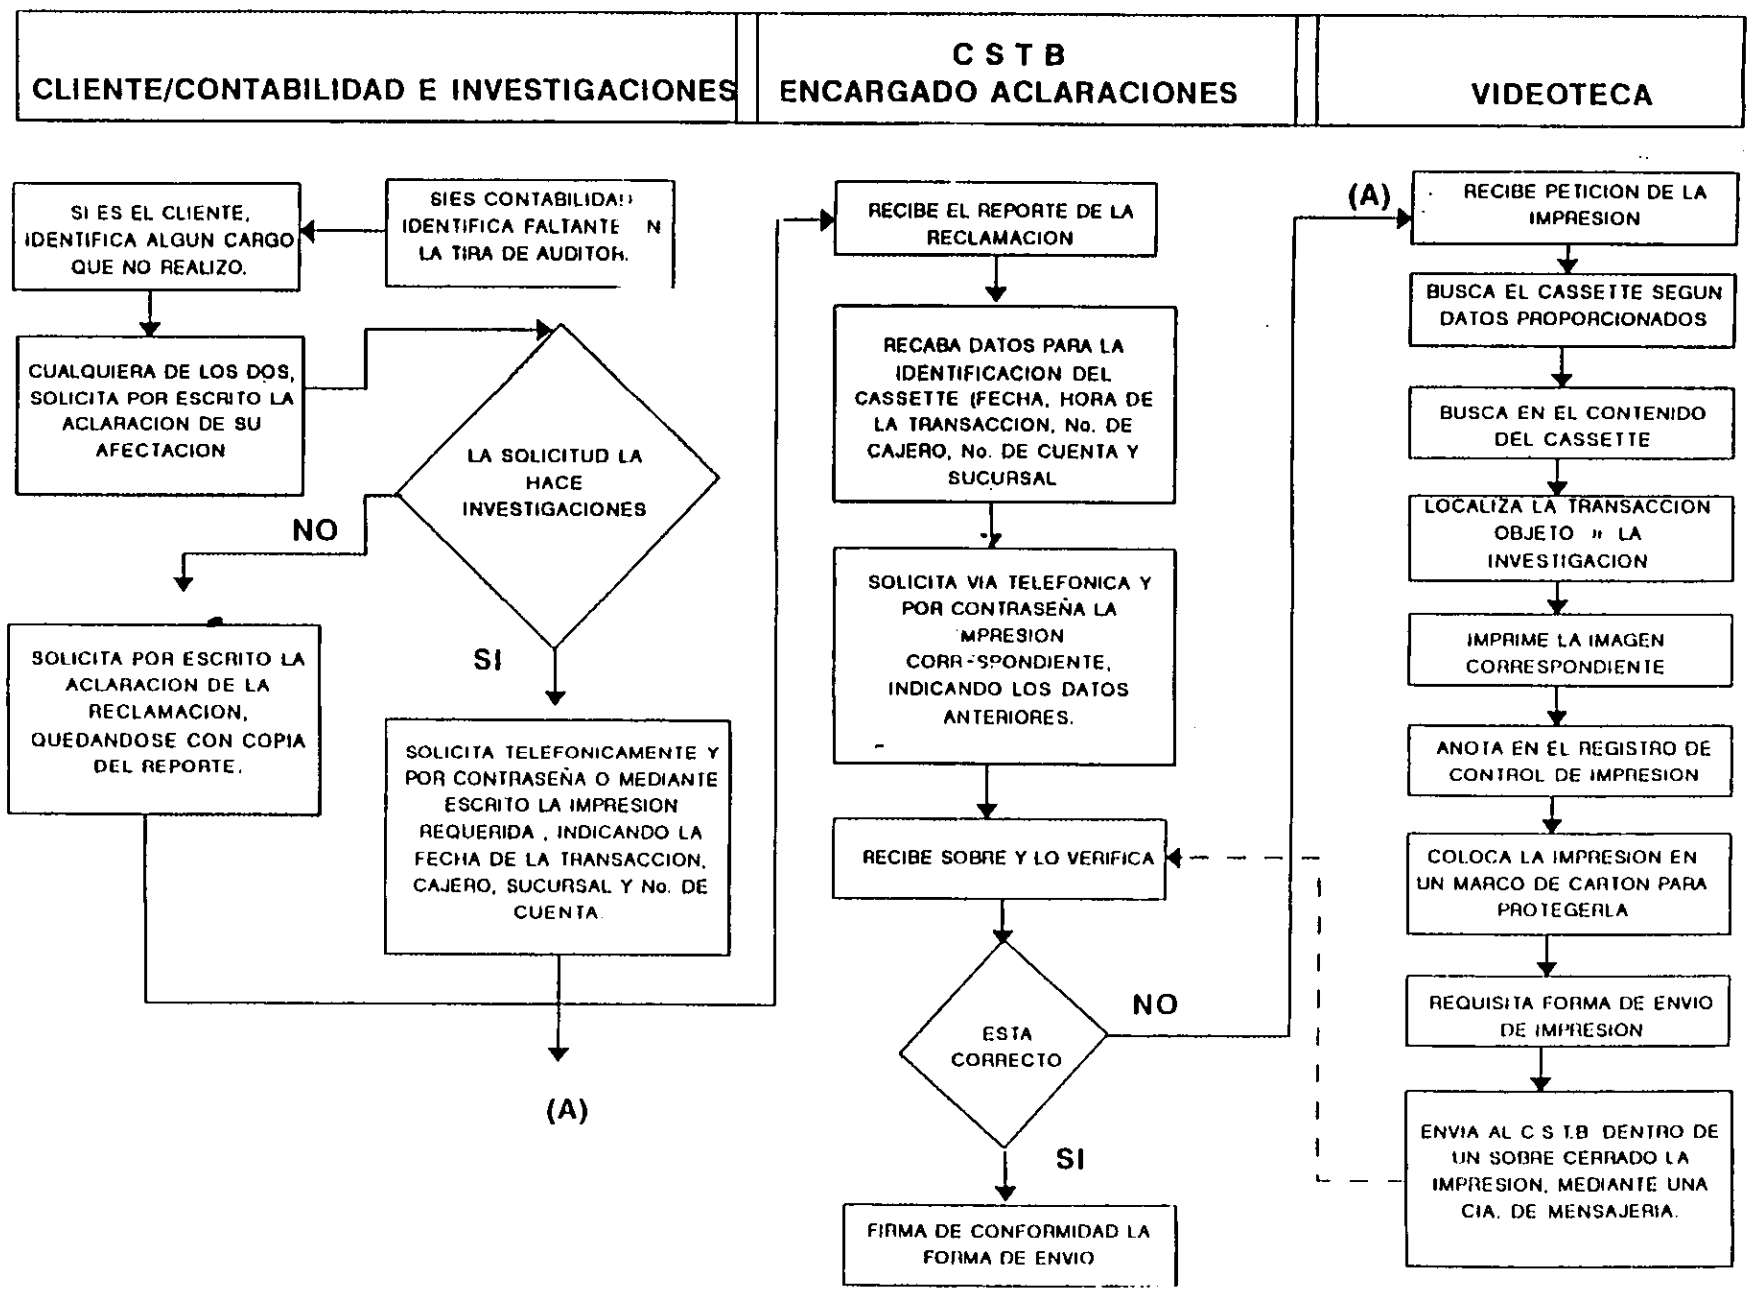 CLIENTE/CONTABILIDAD E INVESTIGACIONES
C S T B
ENCARGADO ACLARACIONES
VIDEOTECA
SI ES EL CLIENTE,
IDENTIFICA ALGUN CARGO
QUE NO REALIZO.
SIES CONTABILIDAD
IDENTIFICA FALTANTE N
LA TIRA DE AUDITOR.
CUALQUIERA DE LOS DOS,
SOLICITA POR ESCRITO LA
ACLARACION DE SU
AFECTACION
LA SOLICITUD LA
HACE
INVESTIGACIONES
NO
SI
SOLICITA POR ESCRITO LA
ACLARACION DE LA
RECLAMACION,
QUEDANDOSE CON COPIA
DEL REPORTE.
SOLICITA TELEFONICAMENTE Y
POR CONTRASEÑA O MEDIANTE
ESCRITO LA IMPRESION
REQUERIDA , INDICANDO LA
FECHA DE LA TRANSACCION,
CAJERO, SUCURSAL Y No. DE
CUENTA.
(A)
RECIBE EL REPORTE DE LA
RECLAMACION
RECABA DATOS PARA LA
IDENTIFICACION DEL
CASSETTE (FECHA, HORA DE
LA TRANSACCION, No. DE
CAJERO, No. DE CUENTA Y
SUCURSAL
SOLICITA VIA TELEFONICA Y
POR CONTRASEÑA LA
MPRESION
CORR-SPONDIENTE,
INDICANDO LOS DATOS
ANTERIORES.
RECIBE SOBRE Y LO VERIFICA
ESTA
CORRECTO
NO
SI
FIRMA DE CONFORMIDAD LA
FORMA DE ENVIO
(A)
RECIBE PETICION DE LA
IMPRESION
BUSCA EL CASSETTE SEGUN
DATOS PROPORCIONADOS
BUSCA EN EL CONTENIDO
DEL CASSETTE
LOCALIZA LA TRANSACCION
OBJETO LA
INVESTIGACION
IMPRIME LA IMAGEN
CORRESPONDIENTE
ANOTA EN EL REGISTRO DE
CONTROL DE IMPRESION
COLOCA LA IMPRESION EN
UN MARCO DE CARTON PARA
PROTEGERLA
REQUISITA FORMA DE ENVIO
DE IMPRESION
ENVIA AL C S T.B DENTRO DE
UN SOBRE CERRADO LA
IMPRESION, MEDIANTE UNA
CIA. DE MENSAJERIA.